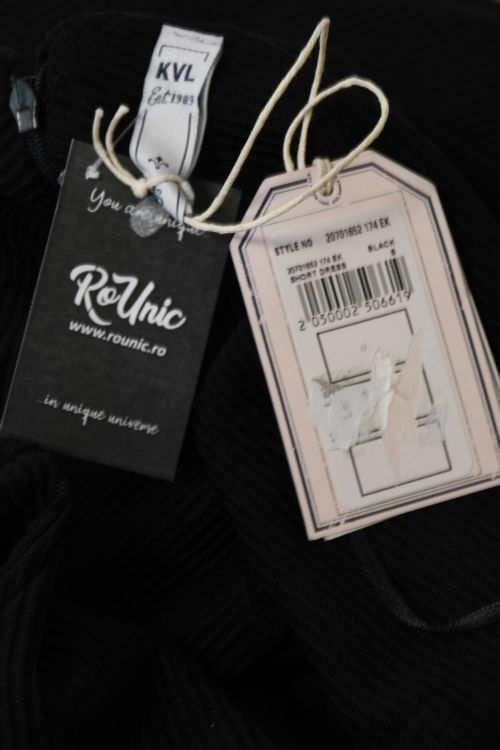 KVL
Est.1983
You are unique
RoUnic
www.rounic.ro
..in unique universe
STYLE NO 20701652 174 EK
20701652 174 EK BLACK
SHORT DRESS S
2 050002 506619